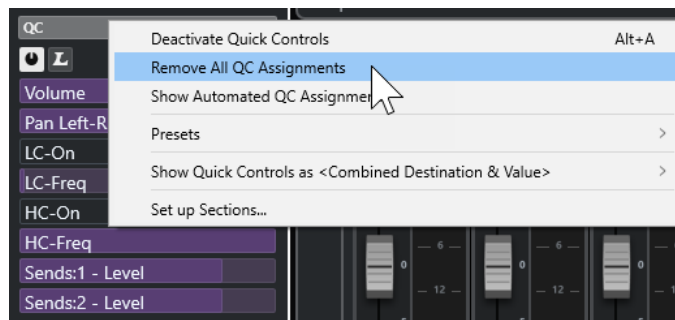 QC
Deactivate Quick Controls Alt+A
Remove All QC Assignments
L
Volume
Show Automated QC
Pan Left-R
Presets
LC-On
Show Quick Controls as <Combined Destination & Value>
LC-Freq
HC-On
Set up Sections...
HC-Freq
6 6
Sends:1 - Level
0 0 0
12 12 1
Sends:2 - Level